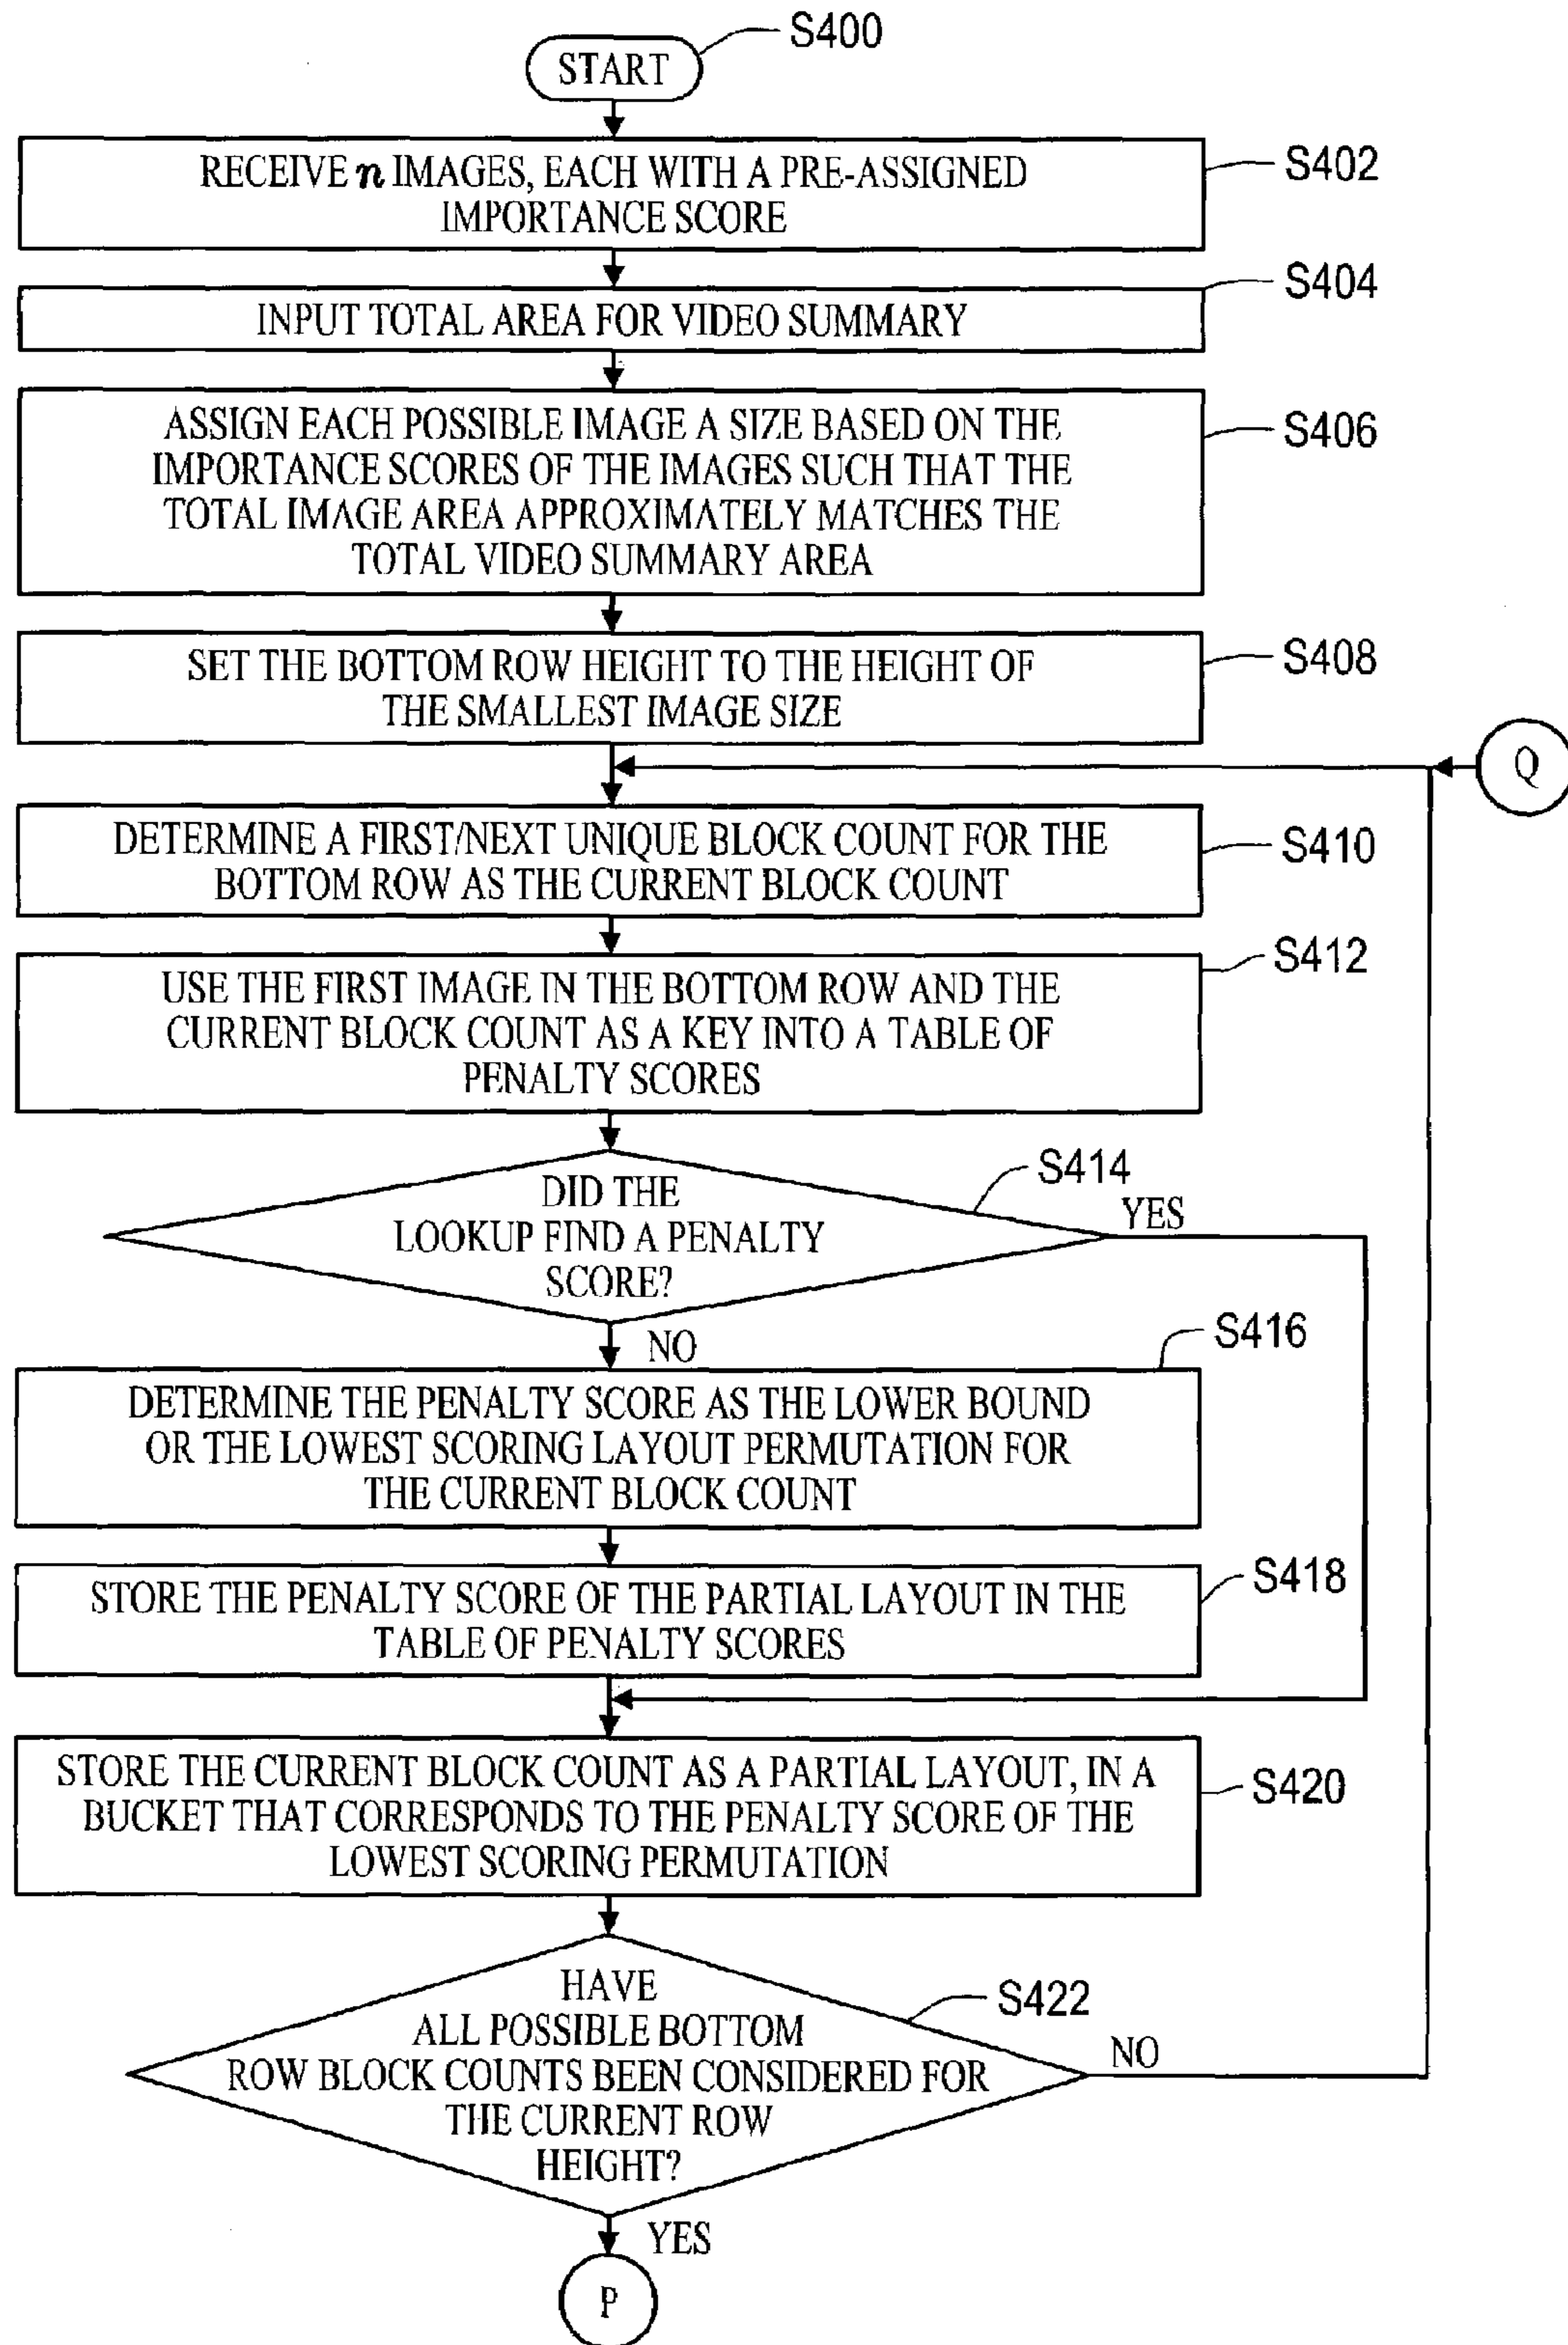 S400
START
RECEIVE n IMAGES, EACH WITH A PRE-ASSIGNED
IMPORTANCE SCORE
S402
INPUT TOTAL AREA FOR VIDEO SUMMARY
S404
ASSIGN EACH POSSIBLE IMAGE A SIZE BASED ON THE
IMPORTANCE SCORES OF THE IMAGES SUCH THAT THE
TOTAL IMAGE AREA APPROXIMATELY MATCHES THE
TOTAL VIDEO SUMMARY AREA
S406
SET THE BOTTOM ROW HEIGHT TO THE HEIGHT OF
THE SMALLEST IMAGE SIZE
S408
Q
DETERMINE A FIRST/NEXT UNIQUE BLOCK COUNT FOR THE
BOTTOM ROW AS THE CURRENT BLOCK COUNT
S410
USE THE FIRST IMAGE IN THE BOTTOM ROW AND THE
CURRENT BLOCK COUNT AS A KEY INTO A TABLE OF
PENALTY SCORES
S412
DID THE
LOOKUP FIND A PENALTY
SCORE?
S414
YES
NO
DETERMINE THE PENALTY SCORE AS THE LOWER BOUND
OR THE LOWEST SCORING LAYOUT PERMUTATION FOR
THE CURRENT BLOCK COUNT
S416
STORE THE PENALTY SCORE OF THE PARTIAL LAYOUT IN THE
TABLE OF PENALTY SCORES
S418
STORE THE CURRENT BLOCK COUNT AS A PARTIAL LAYOUT, IN A
BUCKET THAT CORRESPONDS TO THE PENALTY SCORE OF THE
LOWEST SCORING PERMUTATION
S420
HAVE
ALL POSSIBLE BOTTOM
ROW BLOCK COUNTS BEEN CONSIDERED FOR
THE CURRENT ROW
HEIGHT?
S422
NO
YES
P